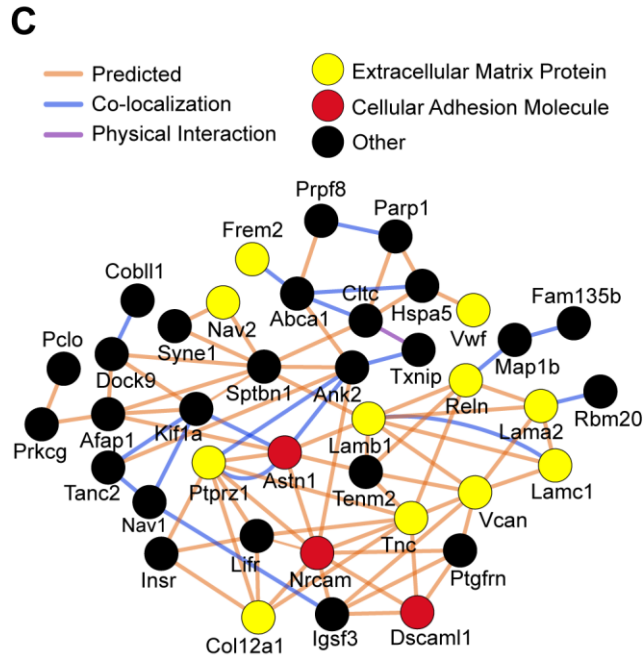 C
Predicted
Co-localization
Physical Interaction
Extracellular Matrix Protein
Cellular Adhesion Molecule
Other
Prpf8
Parp1
Frem2
Cobll1
Cltc
Fam135b
Abca1
Hspa5
Nav2
Vwf
Pclo
Syne1
Map1b
Txnip
Dock9
Sptbn1
Ank2
Reln
Rbm20
Prkcg
Afap1
Kif1a
Lamb1
Lama2
Tanc2
Ptprz1
Astn1
Tenm2
Lamc1
Nav1
Vcan
Tnc
Insr
Lifr
Nrcam
Ptgfrn
Col12a1
Igsf3
Dscaml1